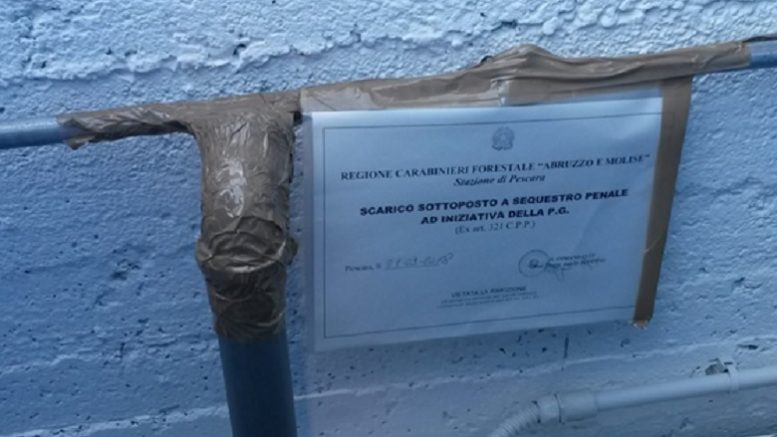 REGIONE CARABINIERI FORESTALE "ABRUZZO E MOLISE"
Stazione di Pescara
SCARICO SOTTOPOSTO A SEQUESTRO PENALE
AD INIZIATIVA DELLA P.G.
(Ex art. 321 C.P.P.)
PESCARA, lì
VIETATA LA RIMOZIONE